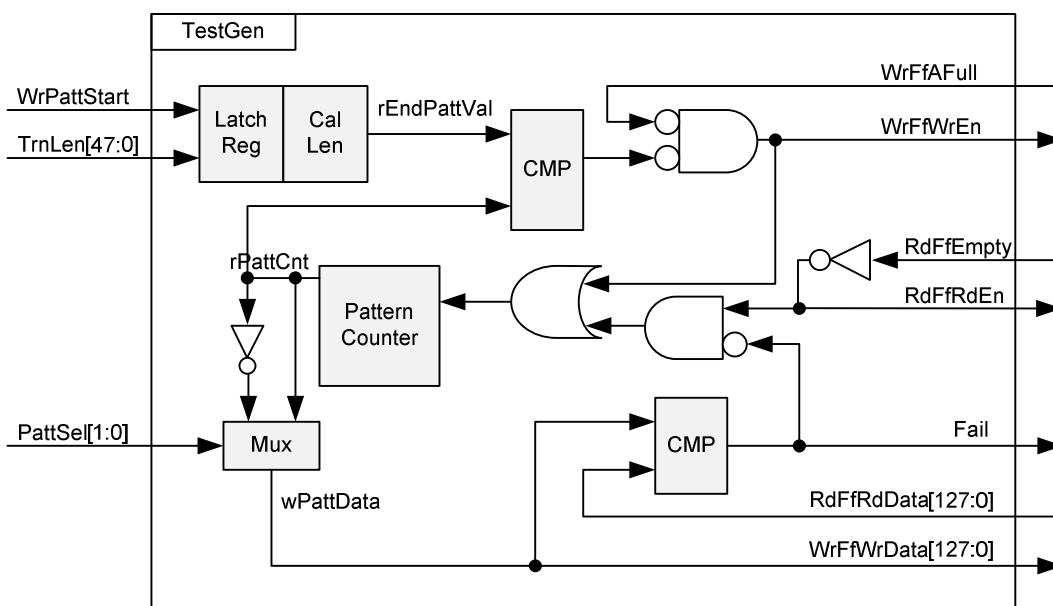 TestGen
WrPattStart
TrnLen[47:0]
Latch
Reg
Cal
Len
rEndPattVal
CMP
WrFfAFull
WrFfWrEn
rPattCnt
Pattern
Counter
RdFfEmpty
RdFfRdEn
PattSel[1:0]
Mux
wPattData
CMP
Fail
RdFfRdData[127:0]
WrFfWrData[127:0]